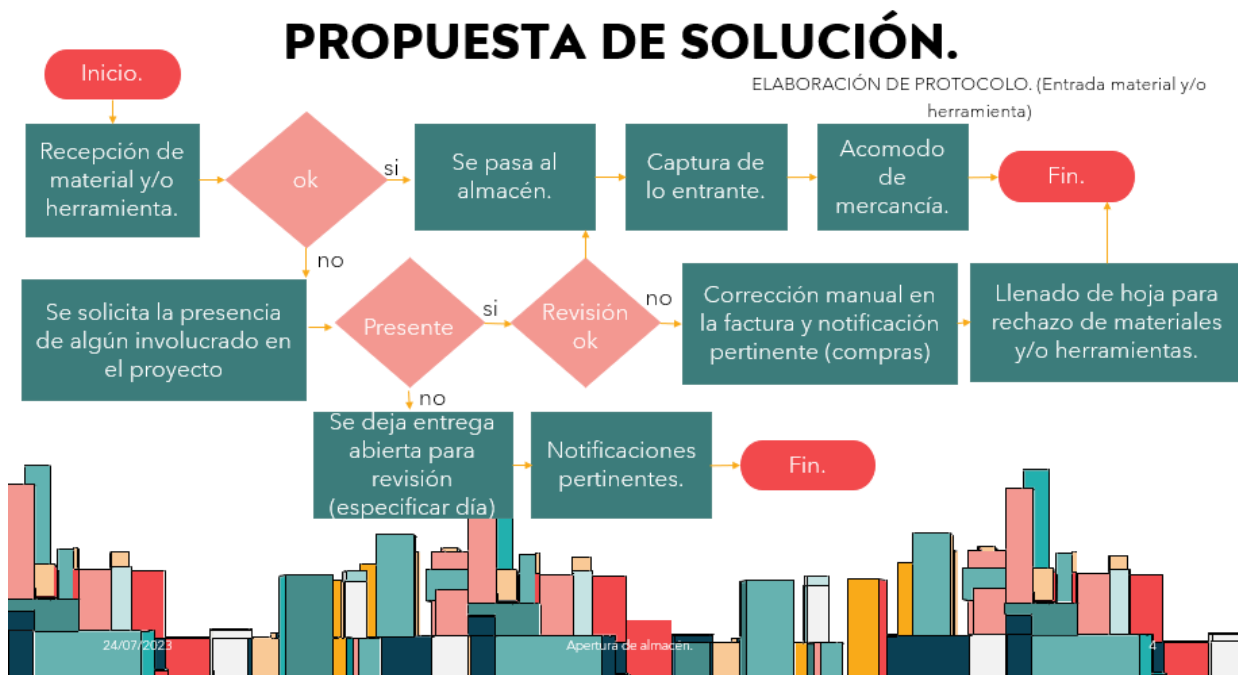 PROPUESTA DE SOLUCIÓN.
Inicio.
ELABORACIÓN DE PROTOCOLO. (Entrada material y/o
herramienta)
Recepción de
material y/o
herramienta.
ok
si
Se pasa al
almacén.
Captura de
lo entrante.
Acomodo
de
mercancía.
Fin.
no
Se solicita la presencia
de algún involucrado en
el proyecto
Presente
si
Revisión
ok
no
Corrección manual en
la factura y notificación
pertinente (compras)
Llenado de hoja para
rechazo de materiales
y/o herramientas.
no
Se deja entrega
abierta para
revisión
(especificar día)
Notificaciones
pertinentes.
Fin.
24/07/2023
Apertura de almacén.
4